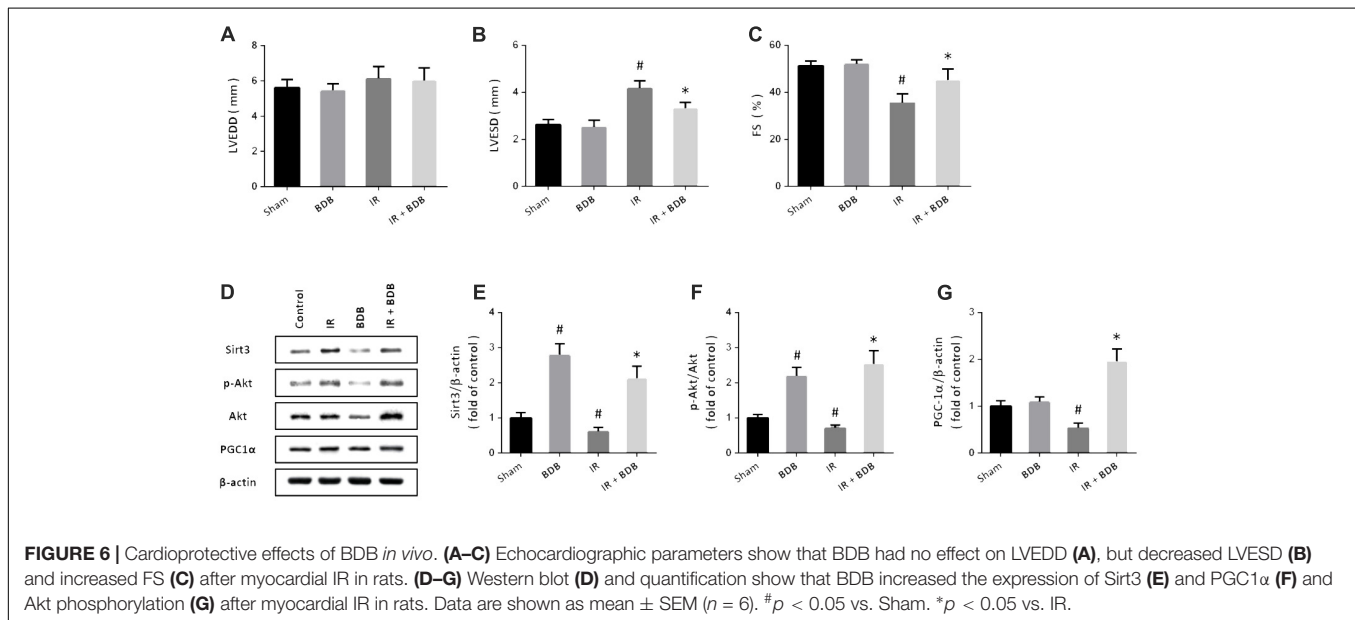 A
LVEDD ( mm )
8
6
4
2
0
Sham
BDB
IR
IR + BDB
B
LVESD ( mm )
6
4
2
0
#
*
Sham
BDB
IR
IR + BDB
C
FS ( % )
60
40
20
0
#
*
Sham
BDB
IR
IR + BDB
D
Control
IR
BDB
IR + BDB
Sirt3
p-Akt
Akt
PGC1α
β-actin
E
Sirt3/β-actin
( fold of control )
4
3
2
1
0
#
#
*
Sham
BDB
IR
IR + BDB
F
p-Akt/Akt
( fold of control )
4
3
2
1
0
#
#
*
Sham
BDB
IR
IR + BDB
G
PGC-1α/β-actin
( fold of control )
3
2
1
0
#
*
Sham
BDB
IR
IR + BDB
FIGURE 6 | Cardioprotective effects of BDB in vivo. (A–C) Echocardiographic parameters show that BDB had no effect on LVEDD (A), but decreased LVESD (B)
and increased FS (C) after myocardial IR in rats. (D–G) Western blot (D) and quantification show that BDB increased the expression of Sirt3 (E) and PGC1α (F) and
Akt phosphorylation (G) after myocardial IR in rats. Data are shown as mean ± SEM (n = 6). #p < 0.05 vs. Sham. *p < 0.05 vs. IR.